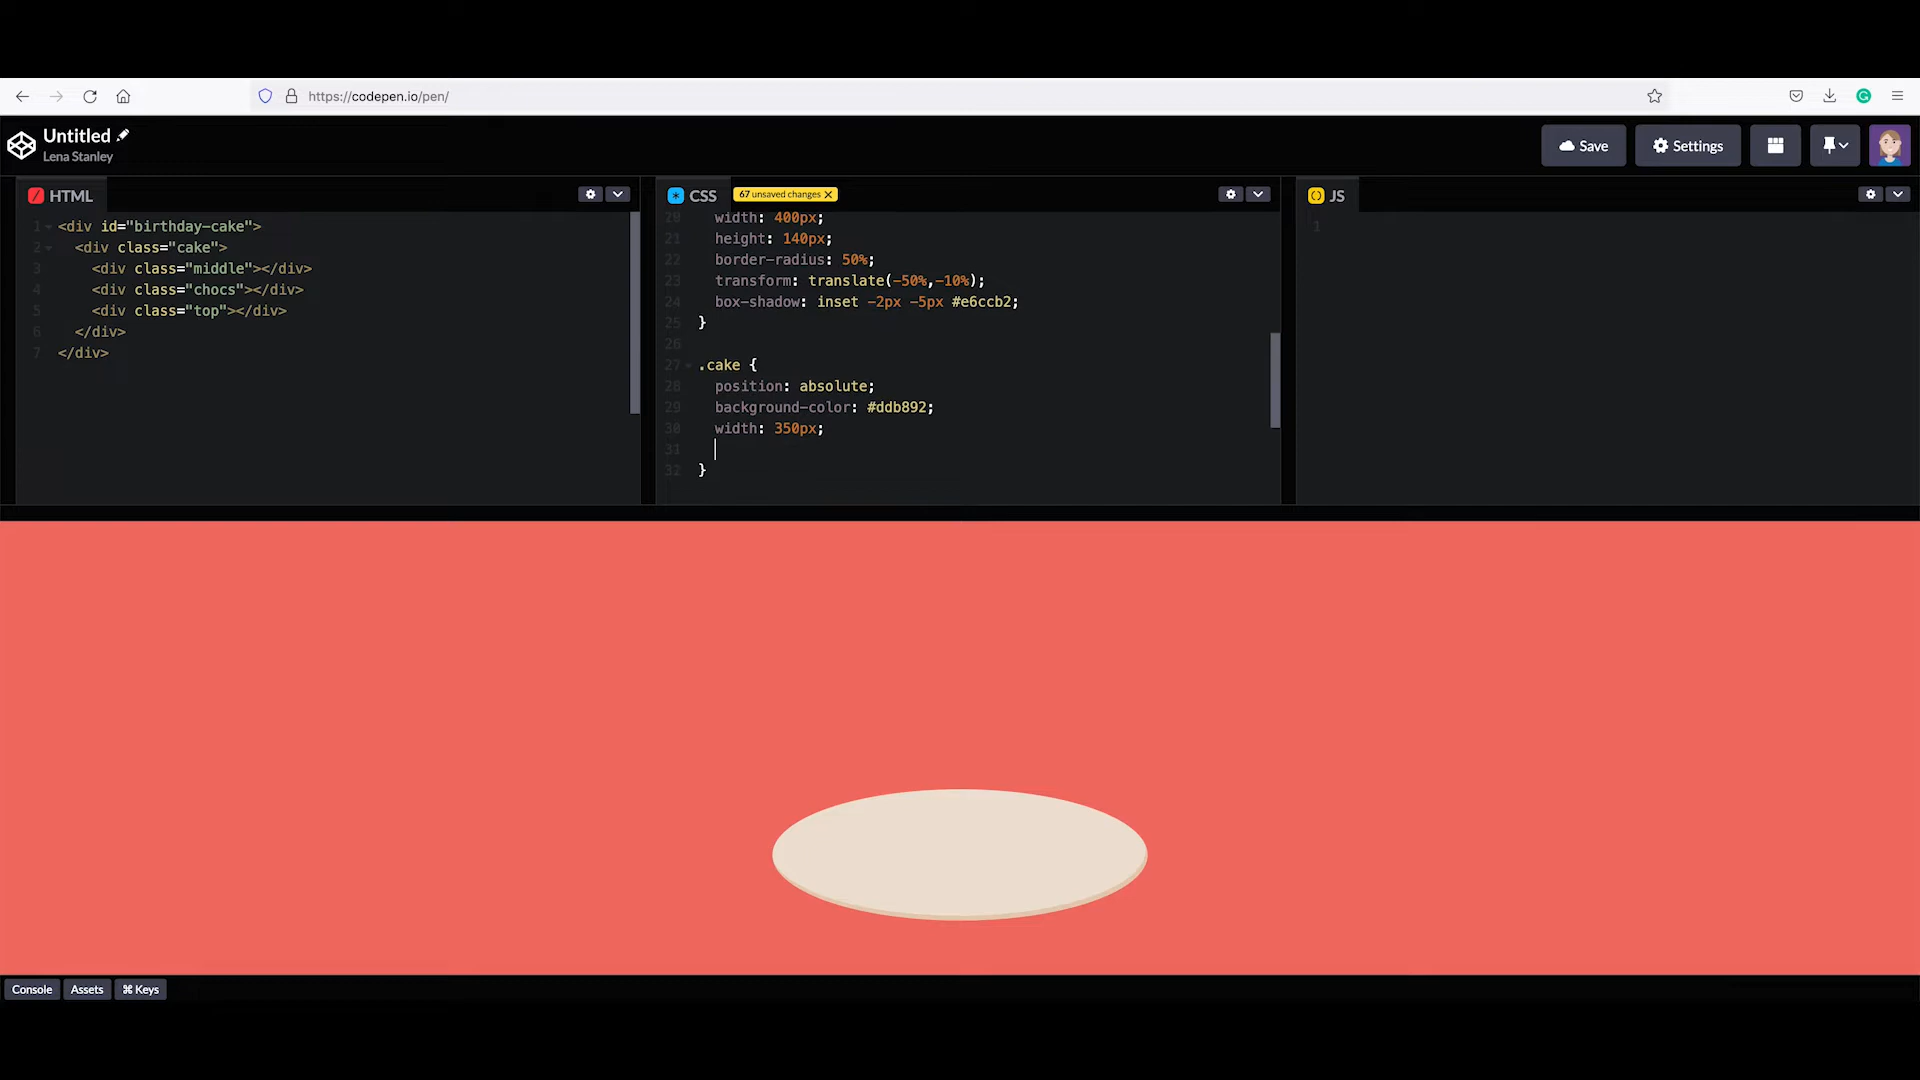 https://codepen.io/pen/
Untitled
Lena Stanley
Save
Settings
HTML
CSS
67 unsaved changes ×
JS
1 <div id="birthday-cake">
2 <div class="cake">
3 <div class="middle"></div>
4 <div class="chocs"></div>
5 <div class="top"></div>
6 </div>
7 </div>
20 width: 400px;
21 height: 140px;
22 border-radius: 50%;
23 transform: translate(-50%,-10%);
24 box-shadow: inset -2px -5px #e6ccb2;
25 }
26
27 .cake {
28 position: absolute;
29 background-color: #ddb892;
30 width: 350px;
31
32 }
1
Console
Assets
⌘ Keys